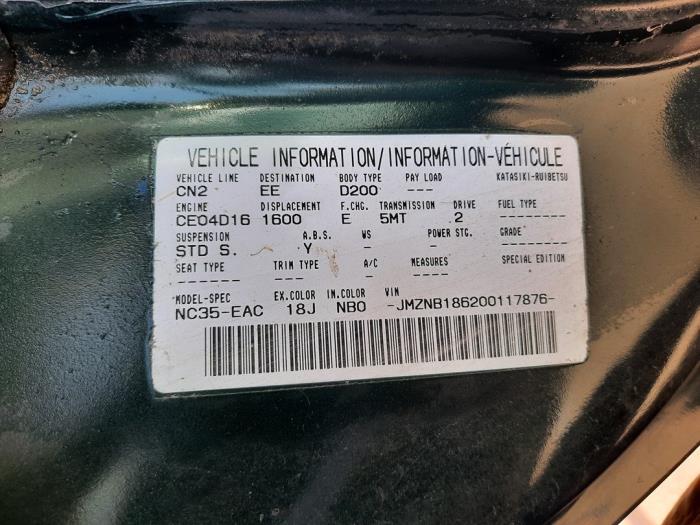 VEHICLE INFORMATION/INFORMATION-VÉHICULE
VEHICLE LINE DESTINATION BODY TYPE PAY LOAD KATASIKI-RUIBETSU
CN2 EE D200 ---
ENGINE DISPLACEMENT F.CHG. TRANSMISSION DRIVE FUEL TYPE
CE04D16 1600 E 5MT 2 --------
SUSPENSION A.B.S. WS POWER STG. GRADE
STD S. Y - - --------
SEAT TYPE TRIM TYPE A/C MEASURES SPECIAL EDITION
----- ---- - ----
MODEL-SPEC EX.COLOR IN.COLOR VIN
NC35-EAC 18J NB0 -JMZNB186200117876-